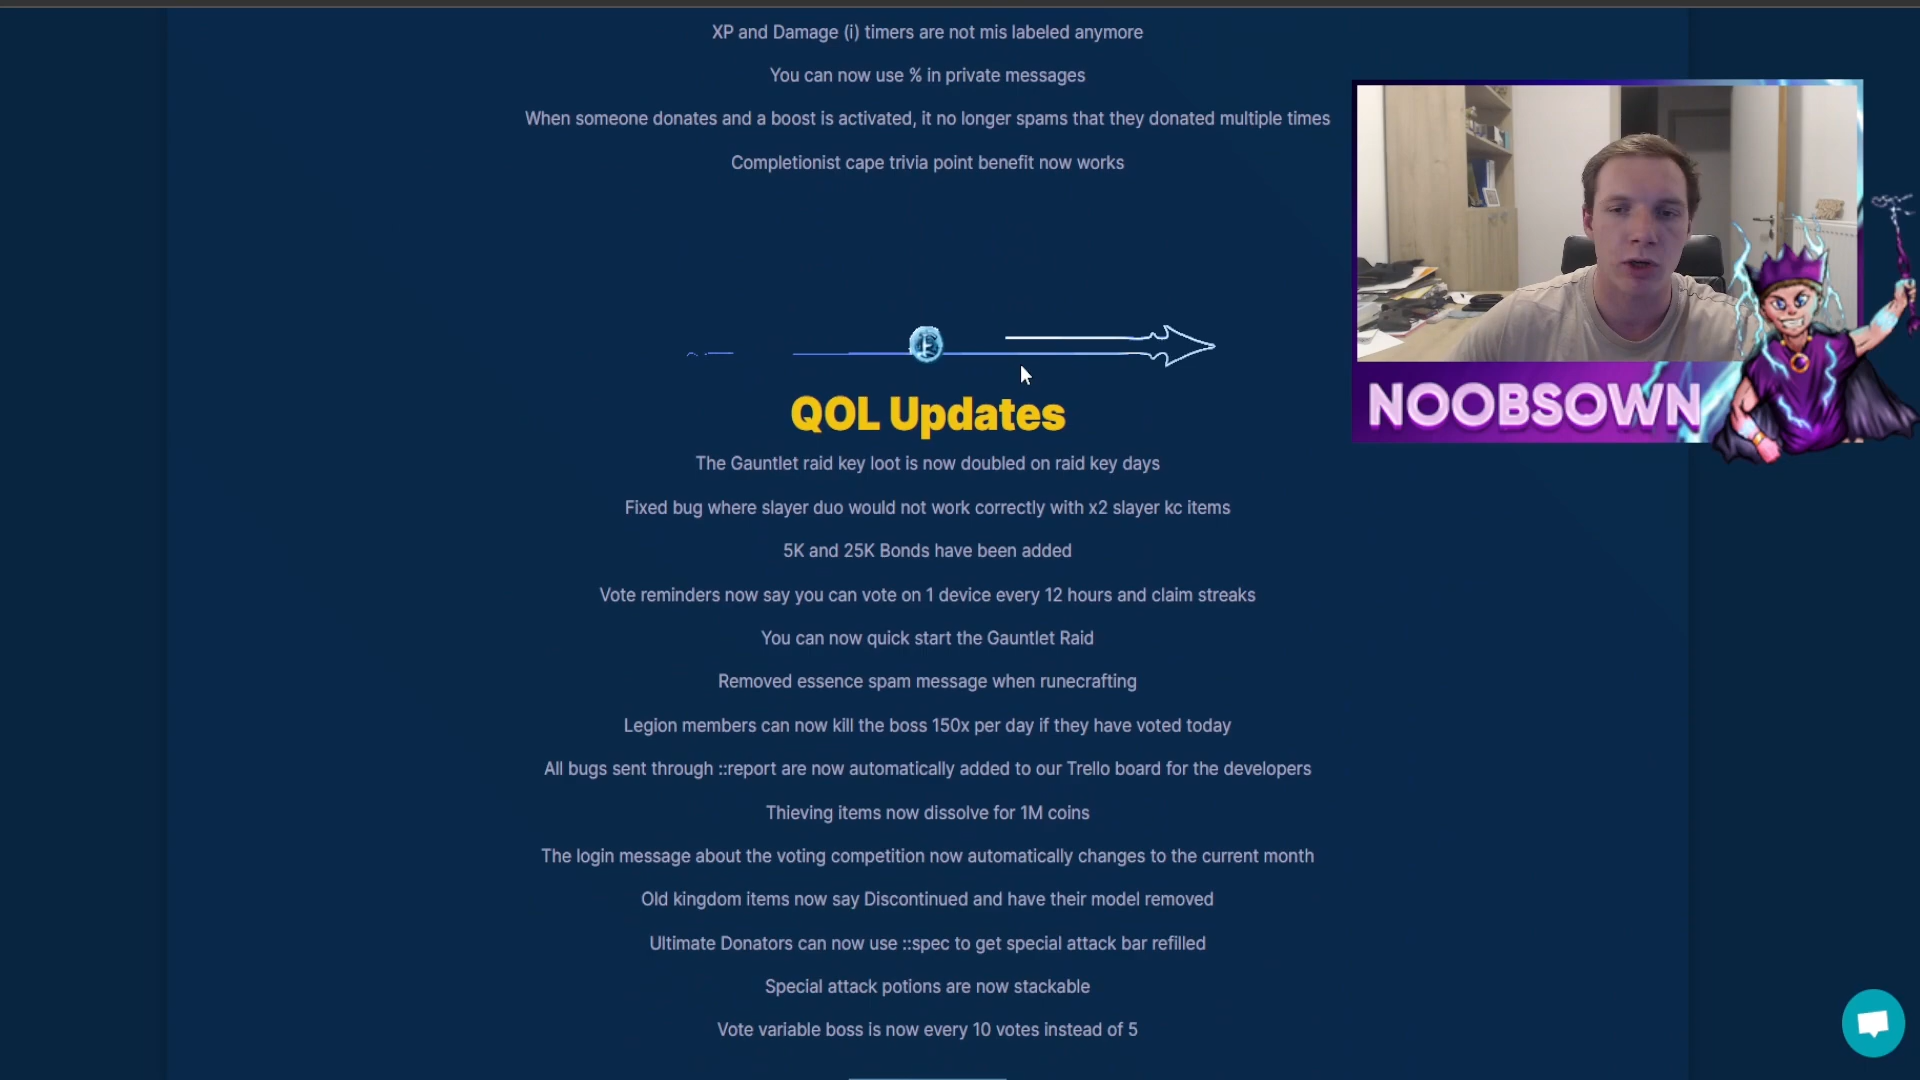 XP and Damage (i) timers are not mis labeled anymore
You can now use % in private messages
When someone donates and a boost is activated, it no longer spams that they donated multiple times
Completionist cape trivia point benefit now works
NOOBSOWN
QOL Updates
The Gauntlet raid key loot is now doubled on raid key days
Fixed bug where slayer duo would not work correctly with x2 slayer kc items
5K and 25K Bonds have been added
Vote reminders now say you can vote on 1 device every 12 hours and claim streaks
You can now quick start the Gauntlet Raid
Removed essence spam message when runecrafting
Legion members can now kill the boss 150x per day if they have voted today
All bugs sent through ::report are now automatically added to our Trello board for the developers
Thieving items now dissolve for 1M coins
The login message about the voting competition now automatically changes to the current month
Old kingdom items now say Discontinued and have their model removed
Ultimate Donators can now use ::spec to get special attack bar refilled
Special attack potions are now stackable
Vote variable boss is now every 10 votes instead of 5